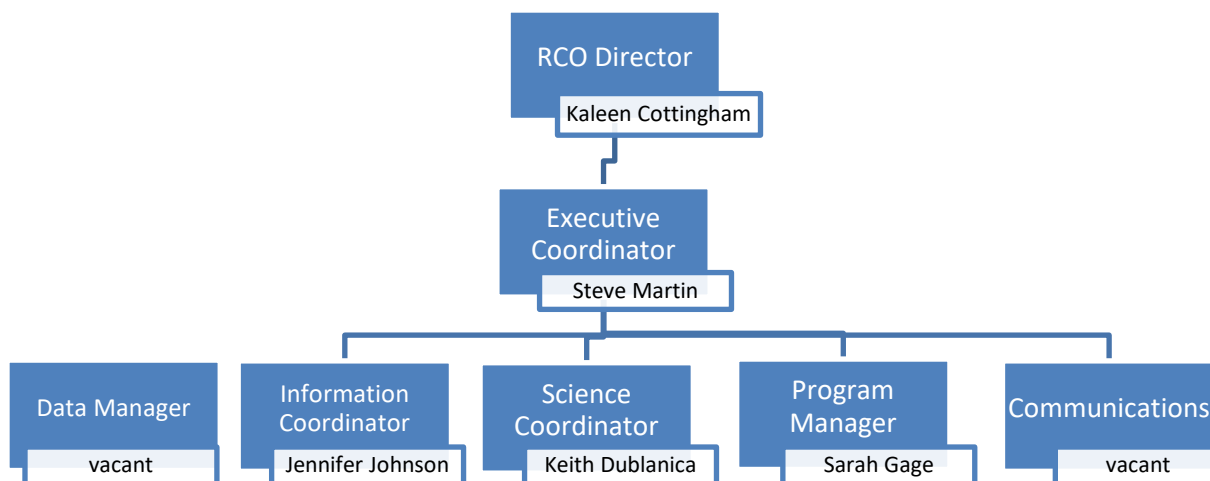 RCO Director
Kaleen Cottingham
Executive
Coordinator
Steve Martin
Data Manager
vacant
Information
Coordinator
Jennifer Johnson
Science
Coordinator
Keith Dublanica
Program
Manager
Sarah Gage
Communications
vacant